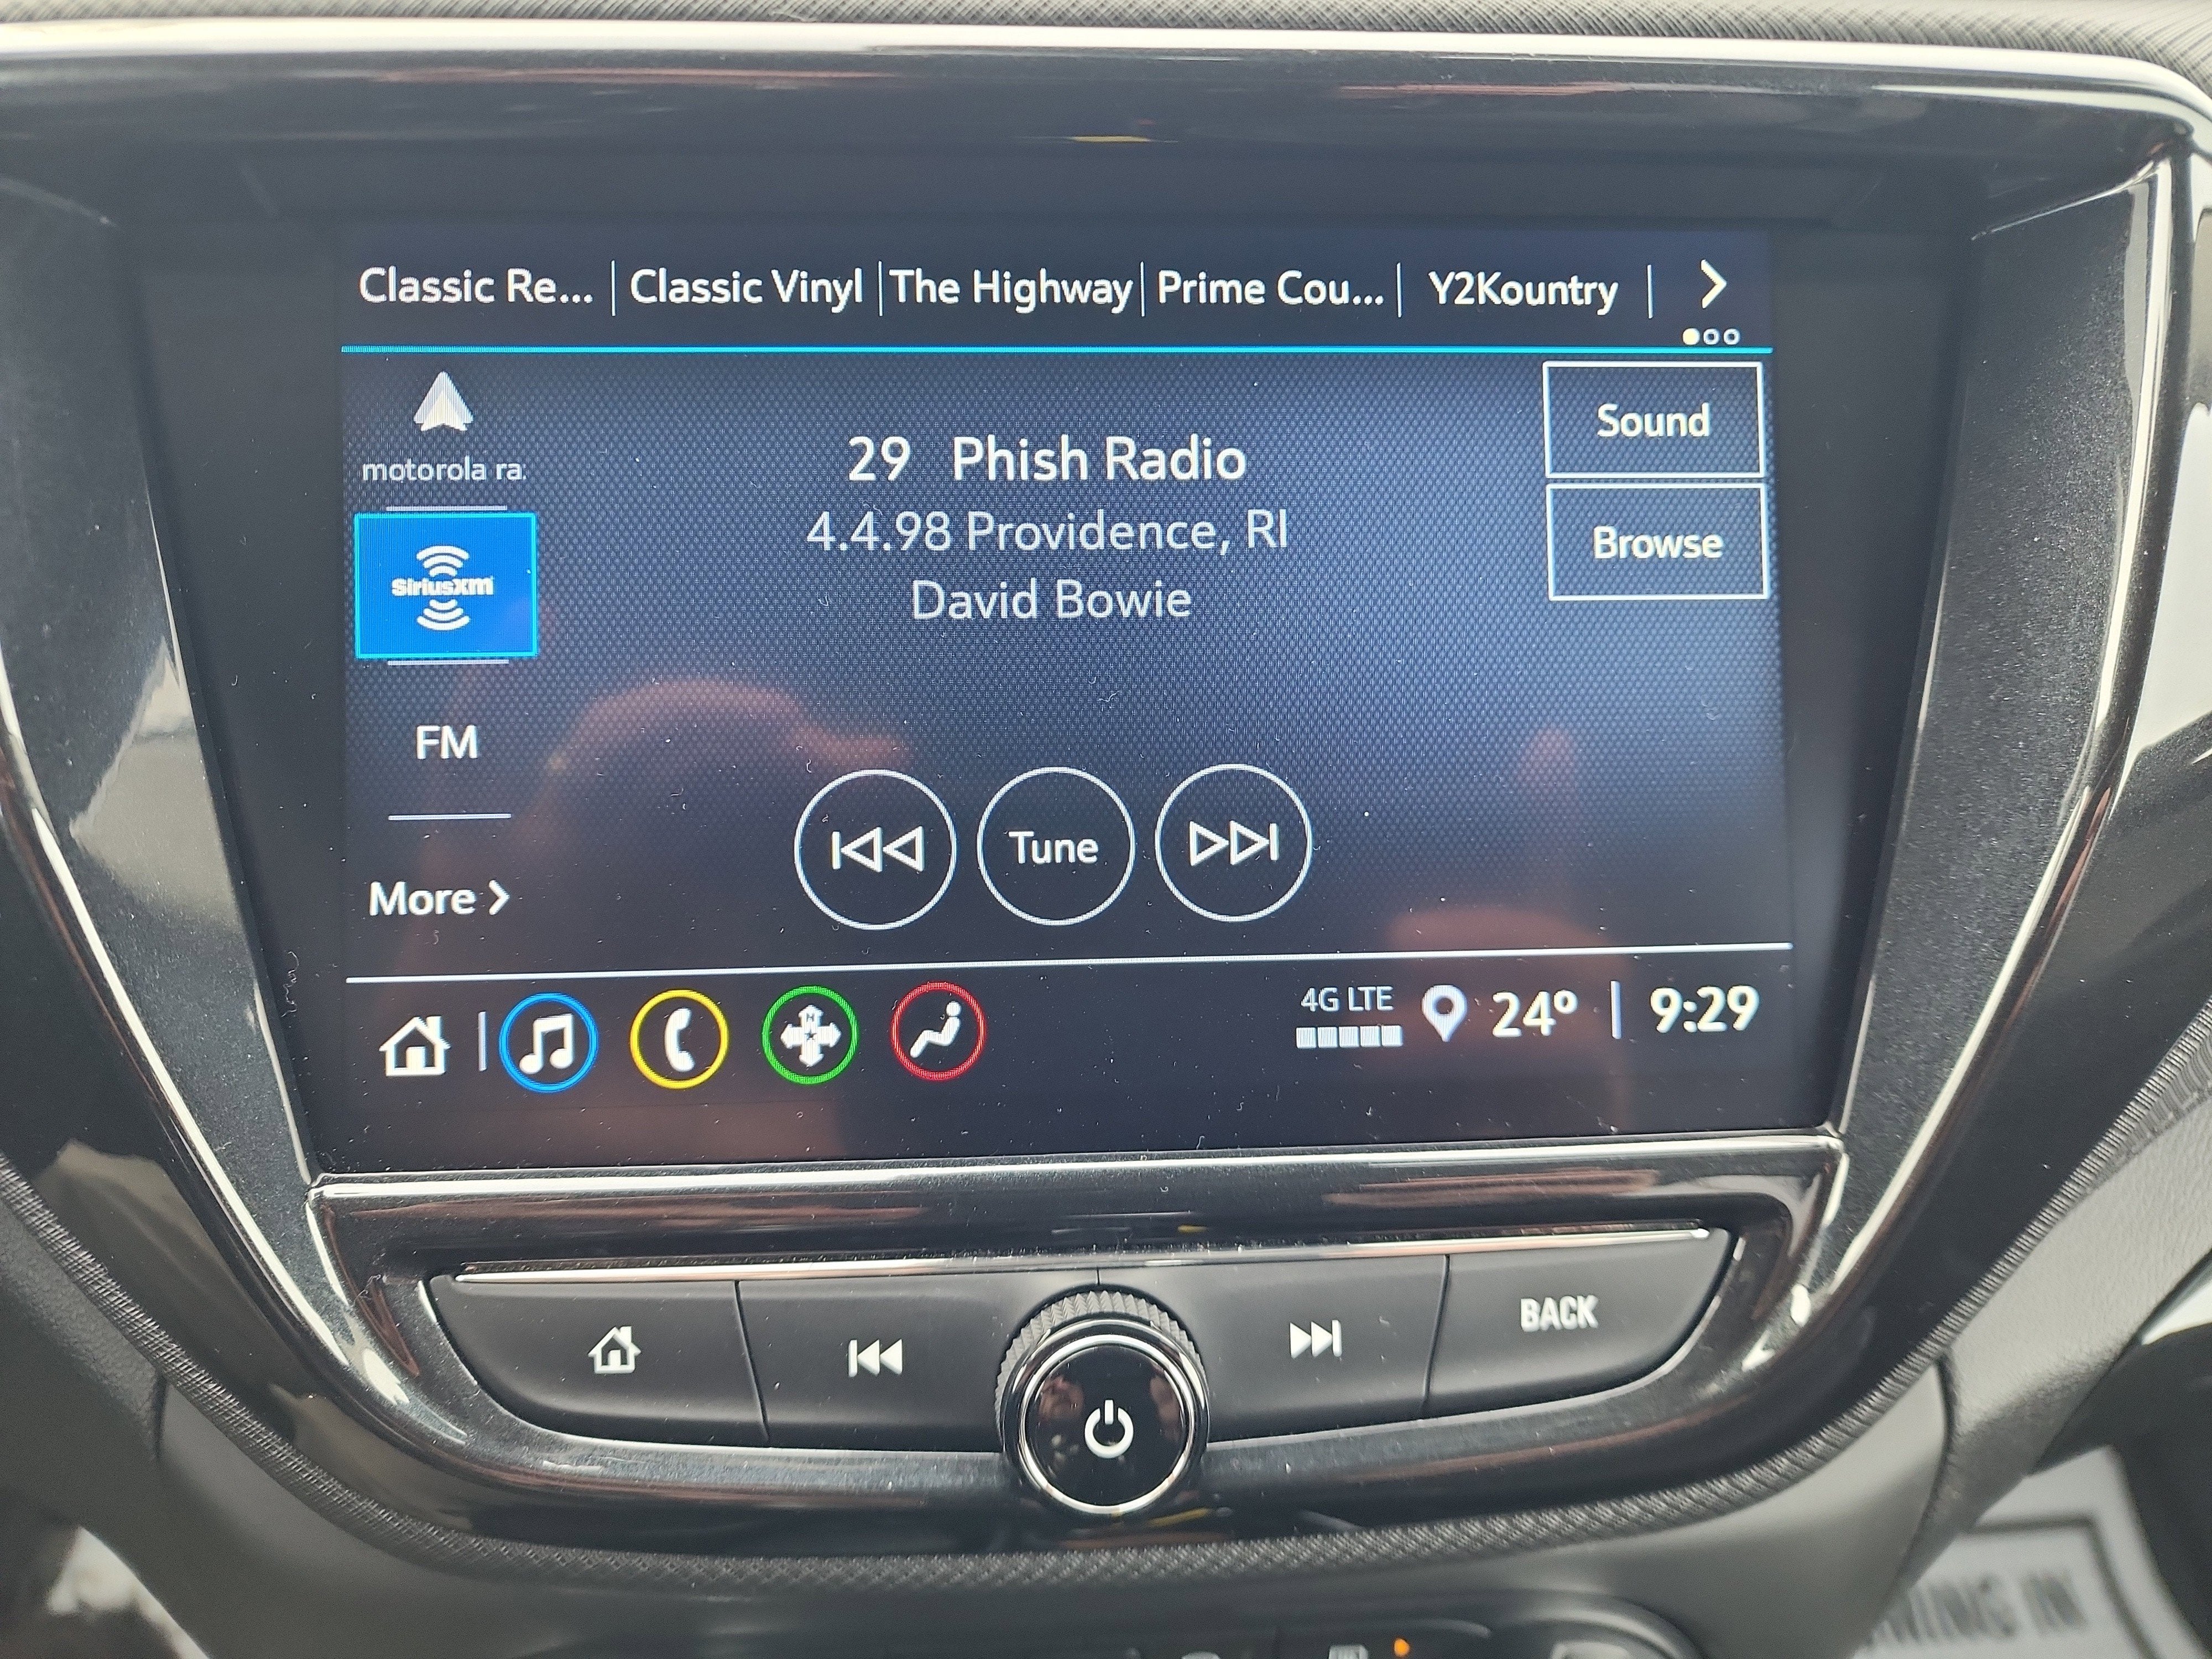 Classic Re... | Classic Vinyl | The Highway | Prime Cou... | Y2Kountry |
Sound
motorola ra.
29 Phish Radio
4.4.98 Providence, RI
Browse
SiriusXM
David Bowie
FM
Tune
More
4G LTE 24° | 9:29
N
BACK
IN